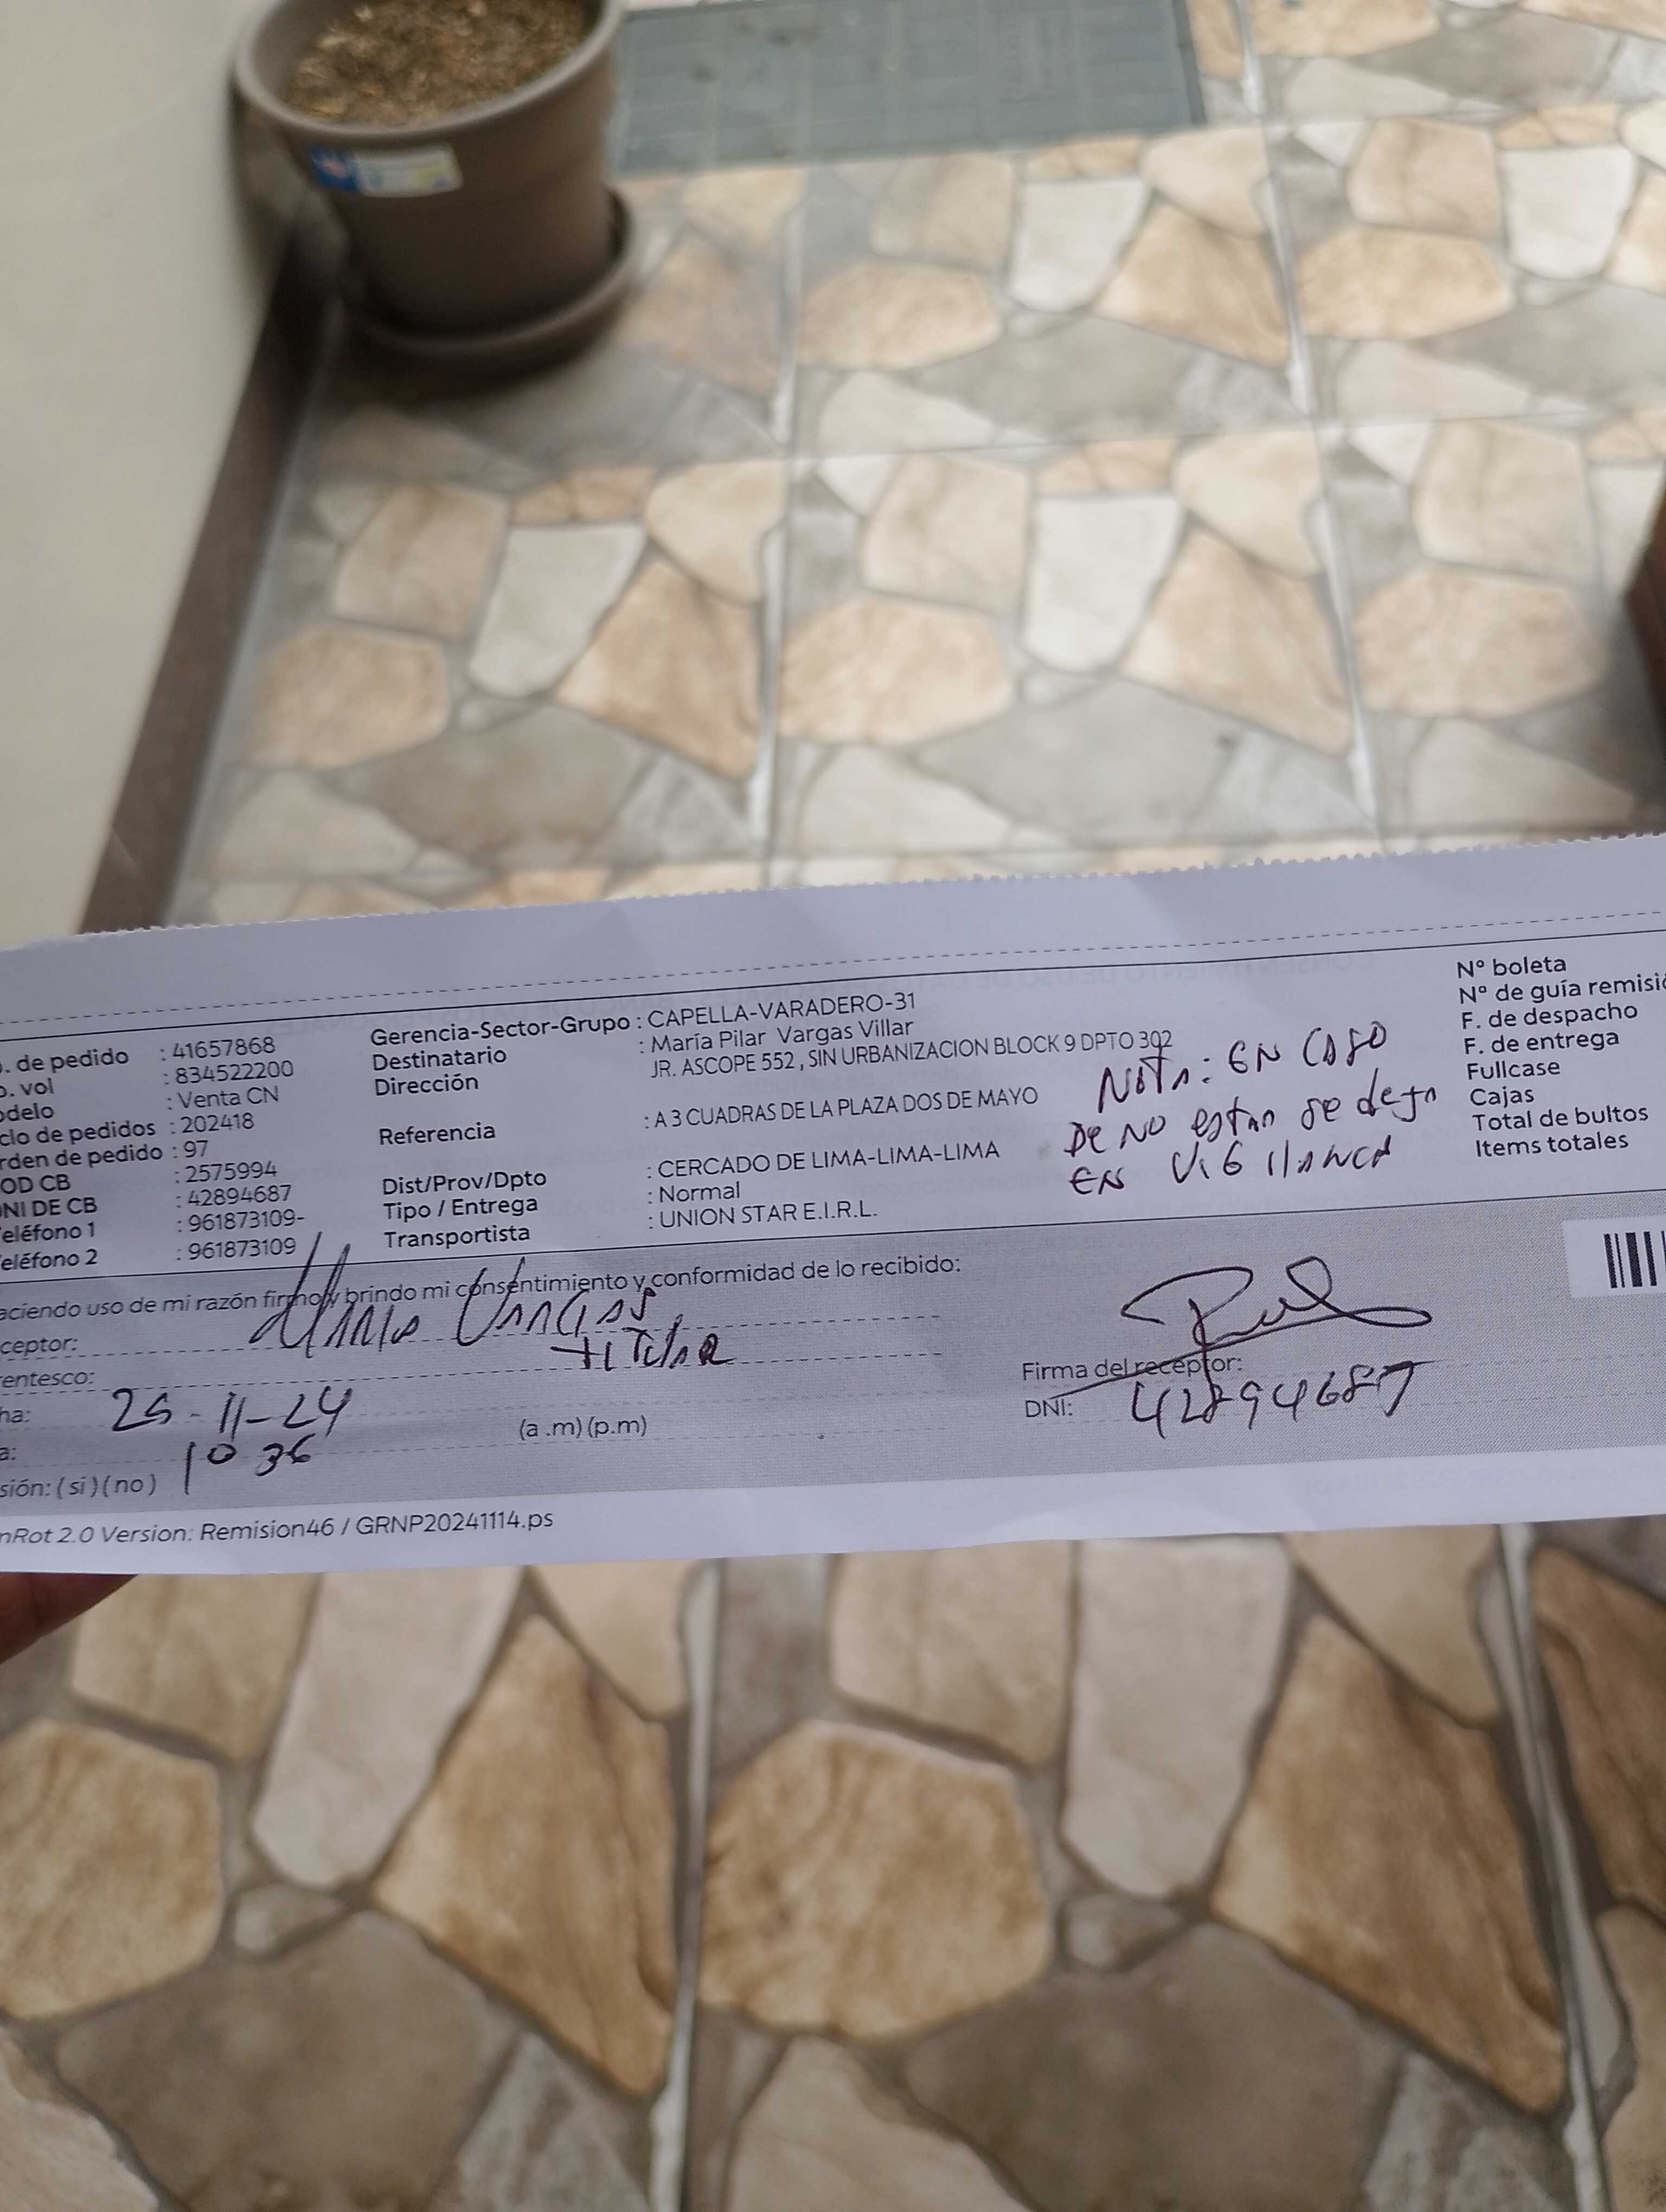 . de pedido : 41657868
o. vol : 834522200
odelo : Venta CN
clo de pedidos : 202418
rden de pedido : 97
OD CB : 2575994
NI DE CB : 42894687
eléfono 1 : 961873109-
eléfono 2 : 961873109
Gerencia-Sector-Grupo : CAPELLA-VARADERO-31
Destinatario : María Pilar Vargas Villar
Dirección JR. ASCOPE 552 , SIN URBANIZACION BLOCK 9 DPTO 302
Referencia : A 3 CUADRAS DE LA PLAZA DOS DE MAYO
Dist/Prov/Dpto : CERCADO DE LIMA-LIMA-LIMA
Tipo / Entrega : Normal
Transportista : UNION STAR E.I.R.L.
NOTA: EN CASO
DE NO estar se deja
EN VIGilANCA
Nº boleta
Nº de guía remisió
F. de despacho
F. de entrega
Fullcase
Cajas
Total de bultos
Items totales
aciendo uso de mi razón firmo y brindo mi consentimiento y conformidad de lo recibido:
ceptor: Maria Vargas
entesco: titular
ha: 25-11-24
a: 10 36 (a .m) (p.m)
sión: ( si ) ( no )
Firma del receptor:
DNI: 42894687
nRot 2.0 Version: Remision46 / GRNP20241114.ps